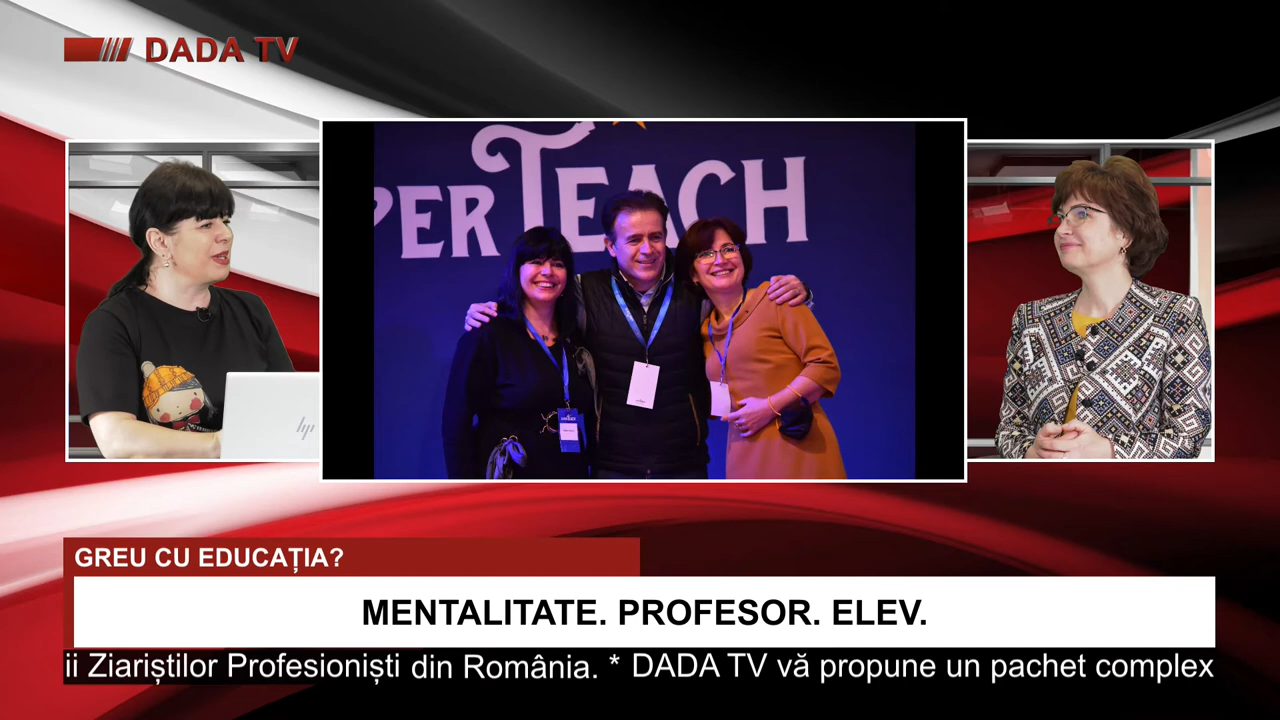 DADA TV
PER TEACH
hp
GREU CU EDUCAȚIA?
MENTALITATE. PROFESOR. ELEV.
ii Ziariștilor Profesioniști din România. * DADA TV vă propune un pachet complex